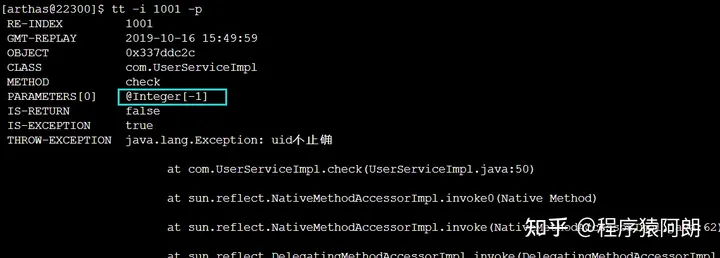 [arthas@22300]$ tt -i 1001 -p
RE-INDEX 1001
GMT-REPLAY 2019-10-16 15:49:59
OBJECT 0x337ddc2c
CLASS com.UserServiceImpl
METHOD check
PARAMETERS[0] @Integer[-1]
IS-RETURN false
IS-EXCEPTION true
THROW-EXCEPTION java.lang.Exception: uid不止确
at com.UserServiceImpl.check(UserServiceImpl.java:50)
at sun.reflect.NativeMethodAccessorImpl.invoke0(Native Method)
at sun.reflect.NativeMethodAccessorImpl.invoke(NativeMethodAccessorImpl.java:62)
at sun.reflect.DelegatingMethodAccessorImpl.invoke(DelegatingMethodAccessorImpl
知乎 @程序猿阿朗